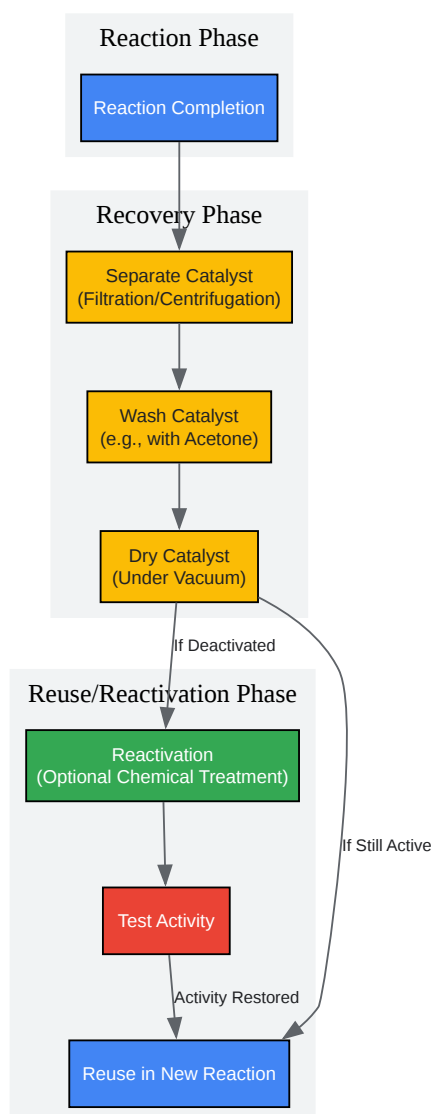 Reaction Phase
Reaction Completion
Recovery Phase
Separate Catalyst
(Filtration/Centrifugation)
Wash Catalyst
(e.g., with Acetone)
Dry Catalyst
(Under Vacuum)
If Deactivated
Reuse/Reactivation Phase
Reactivation
(Optional Chemical Treatment)
If Still Active
Test Activity
Activity Restored
Reuse in New Reaction